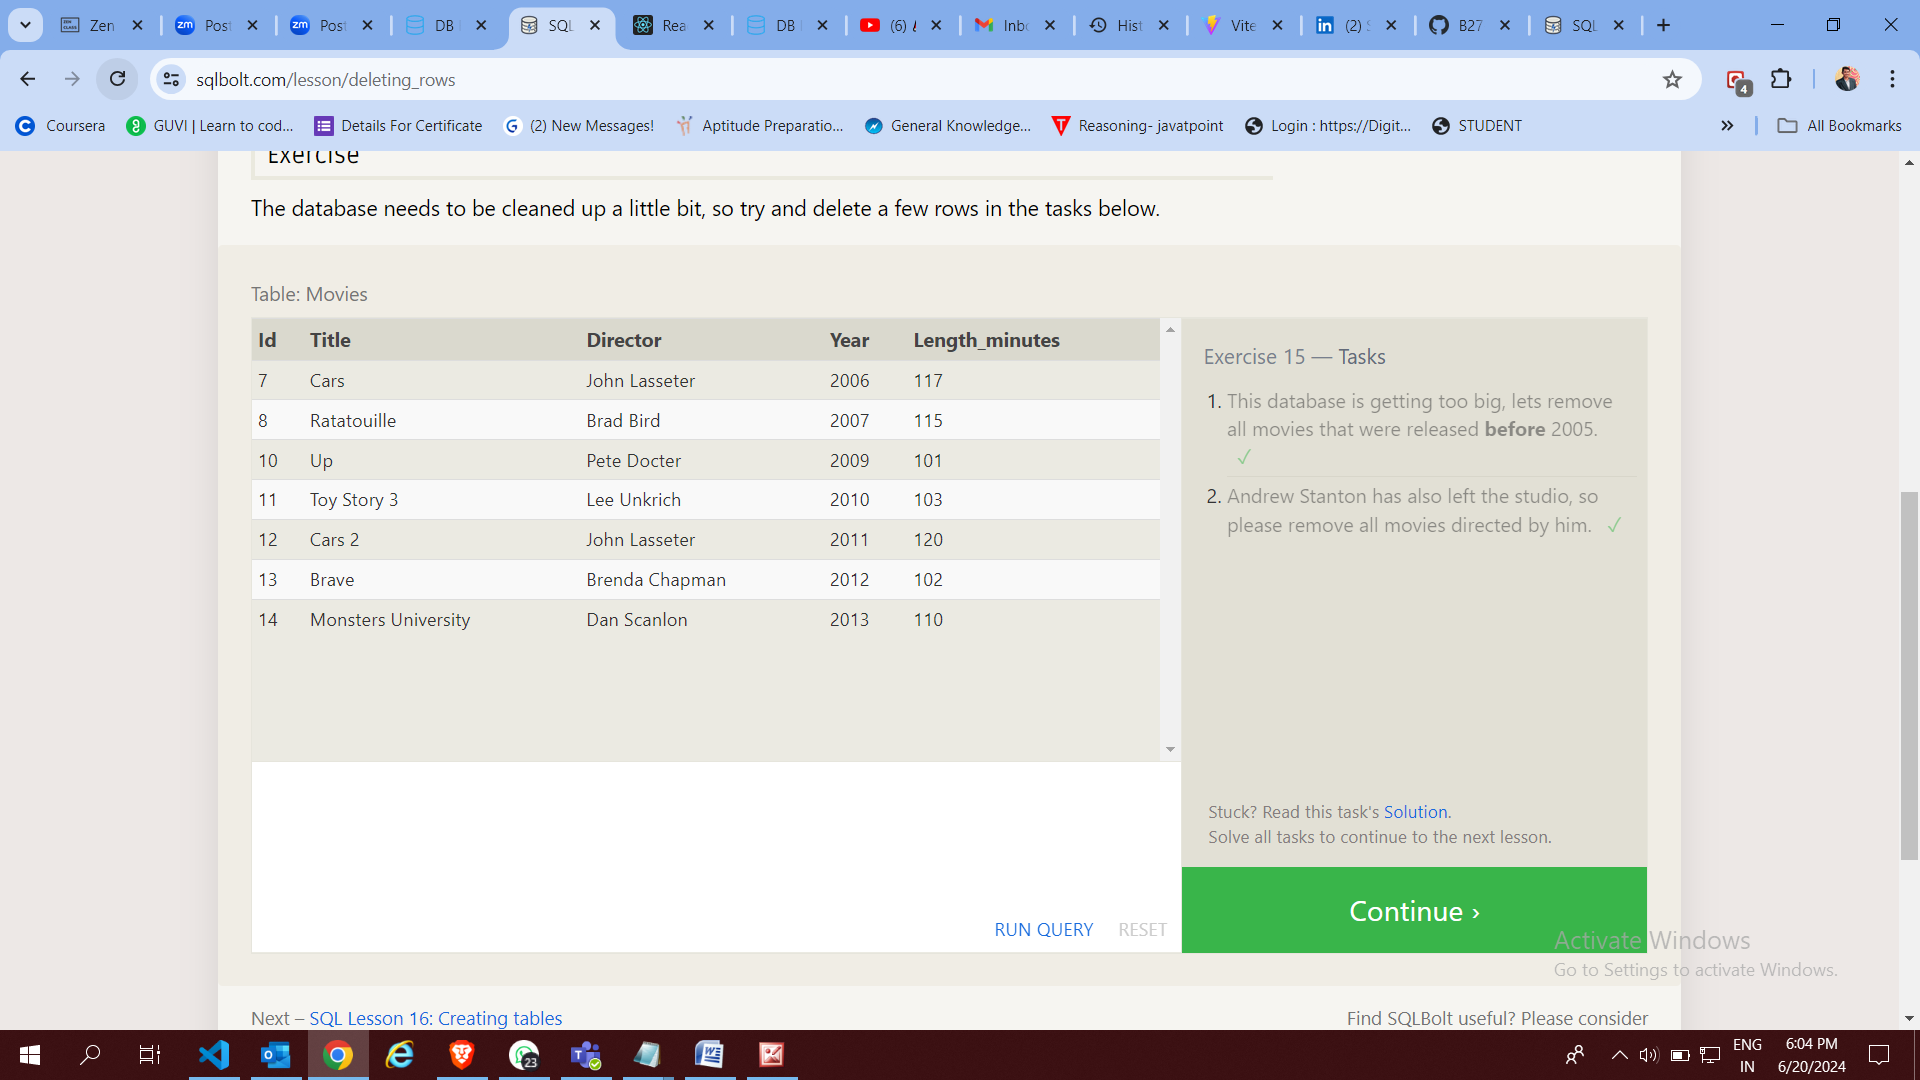 Zen
Post
Post
DB
SQL
Rea
DB
(6)
Inbo
Hist
Vite
(2) S
B27
SQL
sqlbolt.com/lesson/deleting_rows
4
Coursera
GUVI | Learn to cod...
Details For Certificate
(2) New Messages!
Aptitude Preparatio...
General Knowledge...
Reasoning- javatpoint
Login : https://Digit...
STUDENT
All Bookmarks
Exercise
The database needs to be cleaned up a little bit, so try and delete a few rows in the tasks below.
Table: Movies
Id Title Director Year Length_minutes
7 Cars John Lasseter 2006 117
8 Ratatouille Brad Bird 2007 115
10 Up Pete Docter 2009 101
11 Toy Story 3 Lee Unkrich 2010 103
12 Cars 2 John Lasseter 2011 120
13 Brave Brenda Chapman 2012 102
14 Monsters University Dan Scanlon 2013 110
RUN QUERY RESET
Exercise 15 — Tasks
1. This database is getting too big, lets remove
all movies that were released before 2005.
✓
2. Andrew Stanton has also left the studio, so
please remove all movies directed by him. ✓
Stuck? Read this task's Solution.
Solve all tasks to continue to the next lesson.
Continue ›
Activate Windows
Go to Settings to activate Windows.
Next – SQL Lesson 16: Creating tables
Find SQLBolt useful? Please consider
23
ENG
IN
6:04 PM
6/20/2024